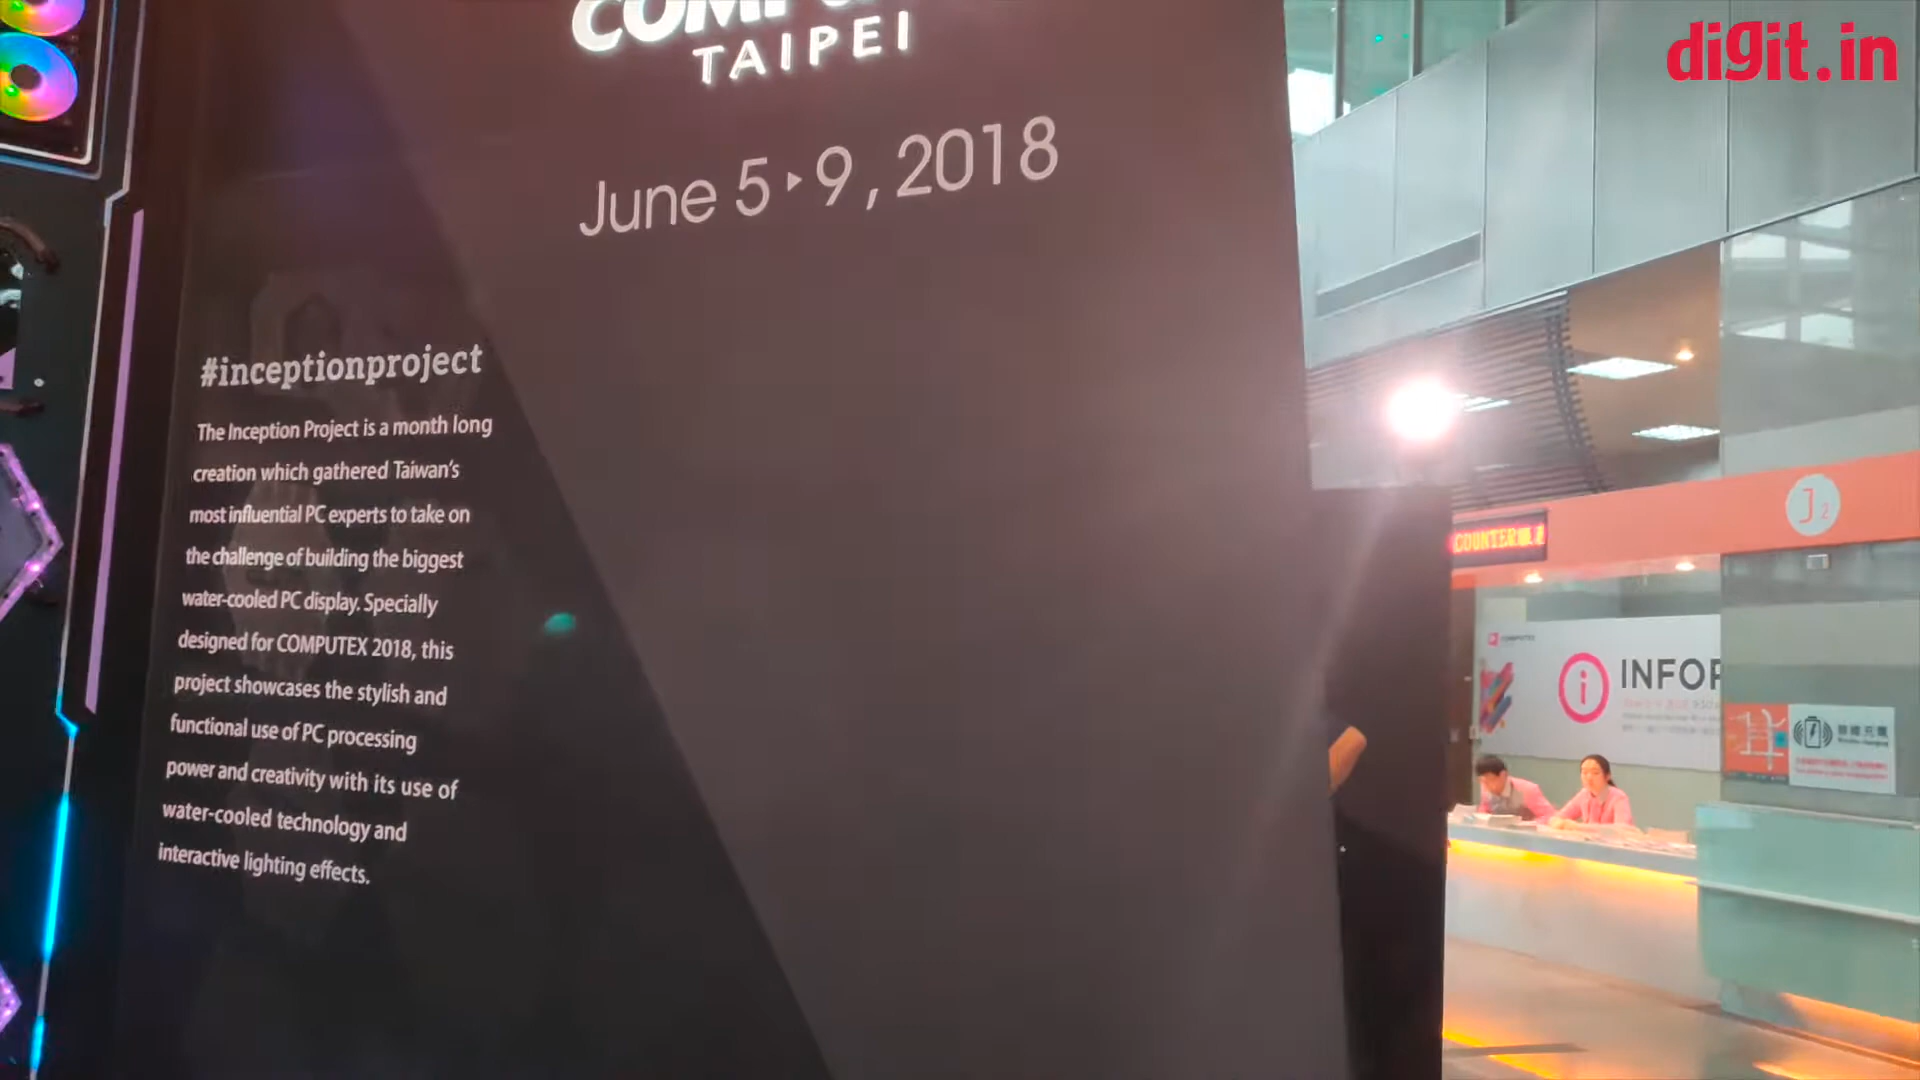 TAIPEI
June 5▸9, 2018
digit.in
#inceptionproject
The Inception Project is a month long
creation which gathered Taiwan's
most influential PC experts to take on
the challenge of building the biggest
water-cooled PC display. Specially
designed for COMPUTEX 2018, this
project showcases the stylish and
functional use of PC processing
power and creativity with its use of
water-cooled technology and
interactive lighting effects.
J2
COUNTER
COMPUTEX
i